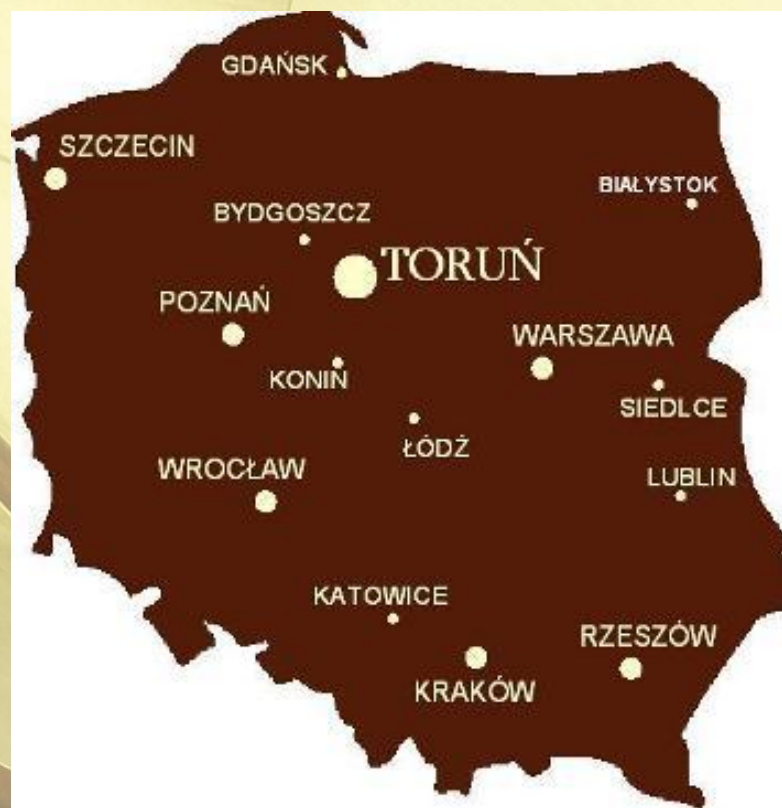 GDAŃSK
SZCZECIN
BIAŁYSTOK
BYDGOSZCZ
TORUŃ
POZNAŃ
WARSZAWA
KONIN
SIEDLCE
ŁÓDŹ
WROCŁAW
LUBLIN
KATOWICE
RZESZÓW
KRAKÓW